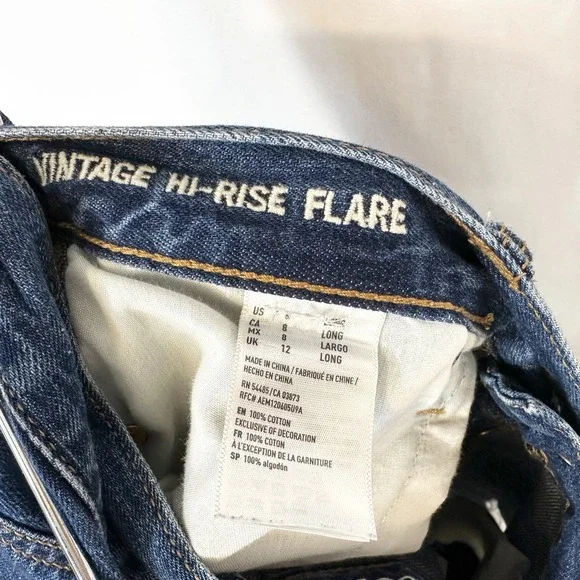 VINTAGE HI-RISE FLARE
US
CA 8 LONG
MX 8 LARGO
UK 12 LONG
MADE IN CHINA / FABRIQUÉ EN CHINE /
HECHO EN CHINA
RN 54485/CA 03873
RFC# AEM120405U9A
EN 100% COTTON
EXCLUSIVE OF DECORATION
FR 100% COTON
À L'EXCEPTION DE LA GARNITURE
SP 100% algodón